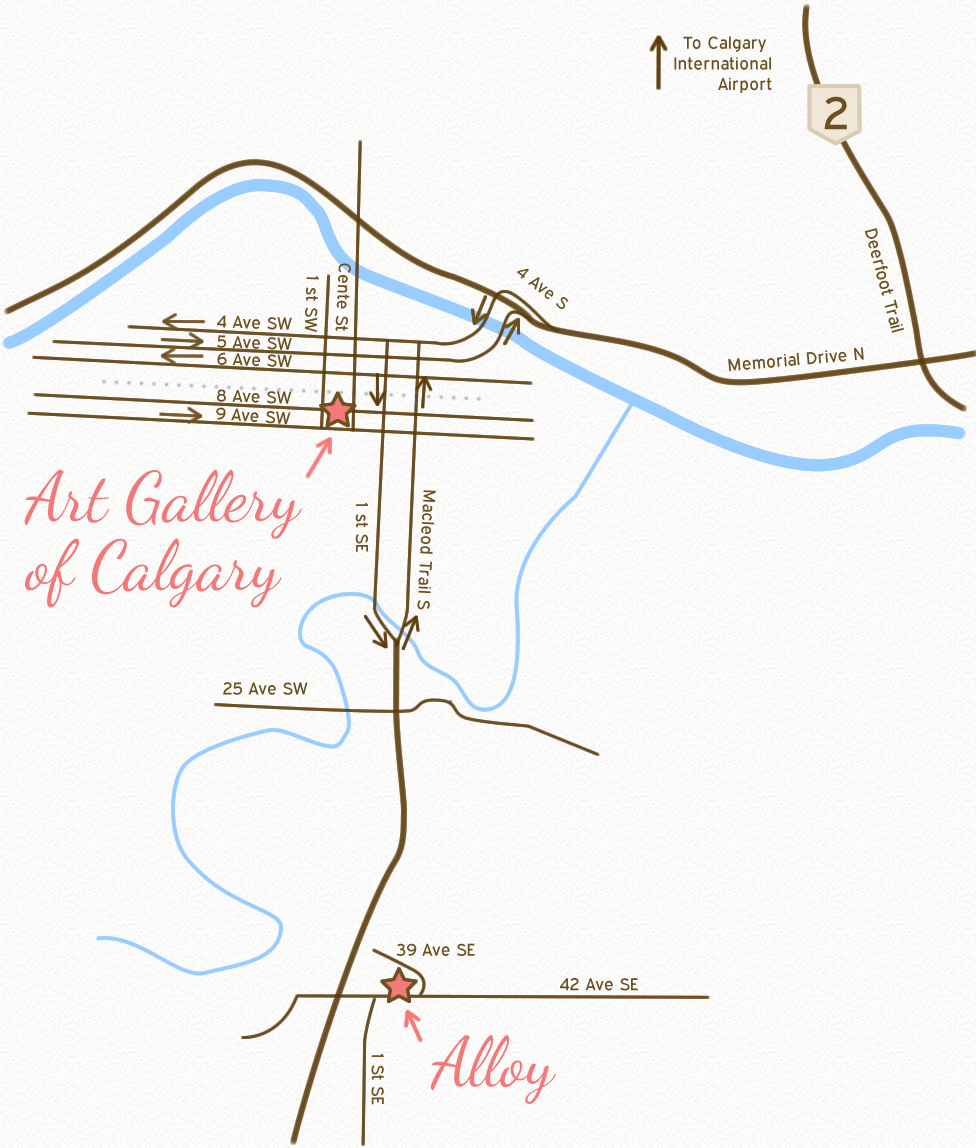 To Calgary
International
Airport
2
Deerfoot Trail
4 Ave S
Cente St
1 st SW
4 Ave SW
5 Ave SW
6 Ave SW
Memorial Drive N
8 Ave SW
9 Ave SW
Art Gallery
of Calgary
1 st SE
Macleod Trail S
25 Ave SW
39 Ave SE
42 Ave SE
Alloy
1 St SE